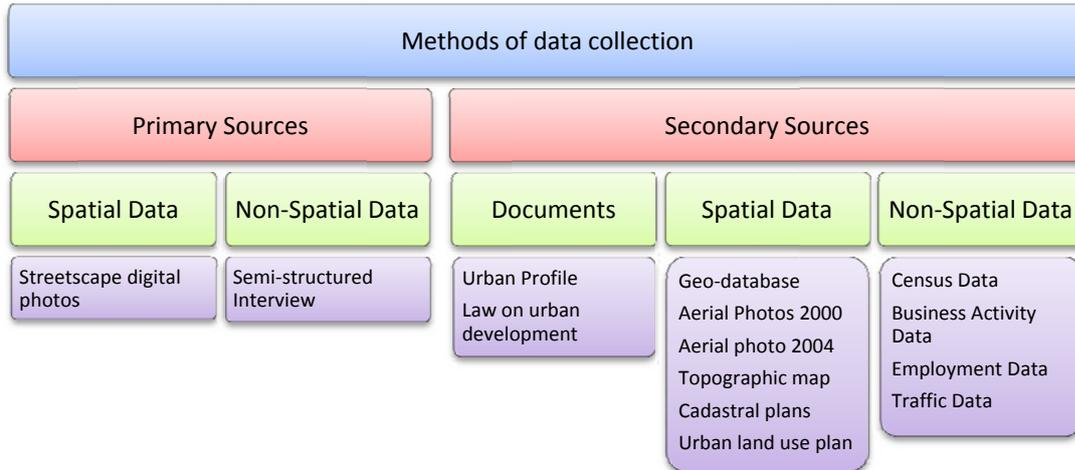 Methods of data collection
Primary Sources
Secondary Sources
Spatial Data
Non-Spatial Data
Documents
Spatial Data
Non-Spatial Data
Streetscape digital
photos
Semi-structured
Interview
Urban Profile
Law on urban
development
Geo-database
Aerial Photos 2000
Aerial photo 2004
Topographic map
Cadastral plans
Urban land use plan
Census Data
Business Activity
Data
Employment Data
Traffic Data